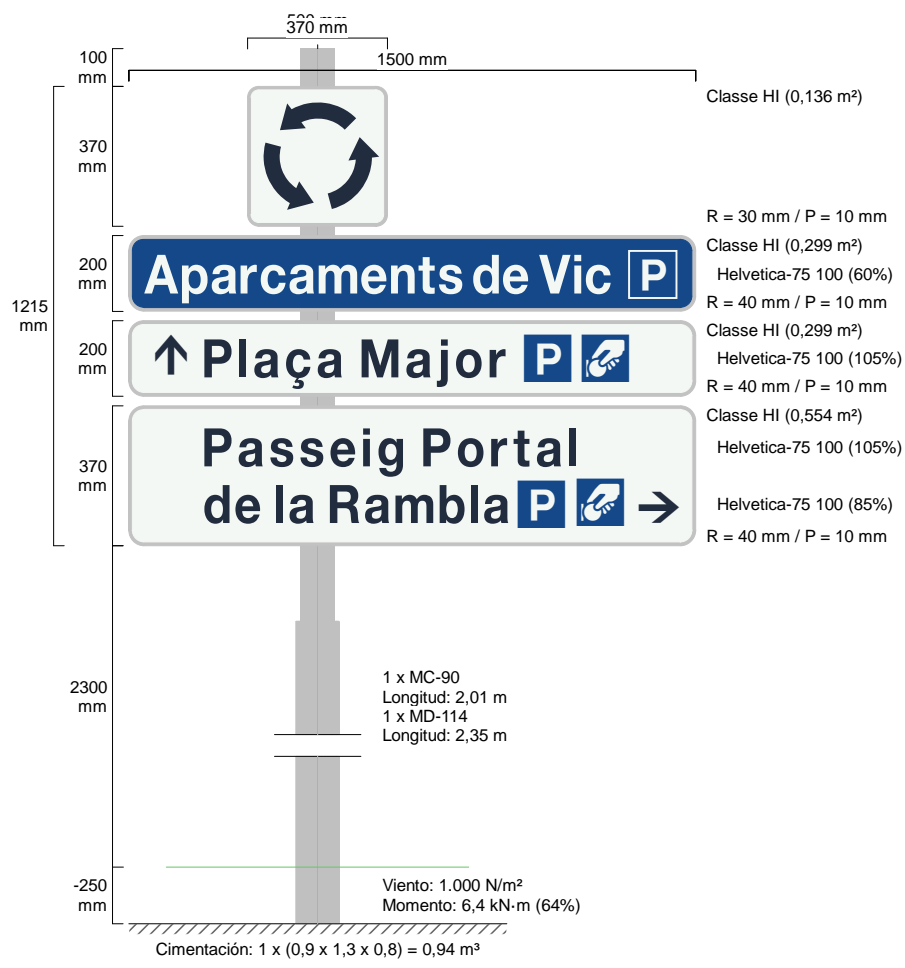 370 mm
100
mm
1500 mm
Classe HI (0,136 m²)
370
mm
R = 30 mm / P = 10 mm
1215
mm
200
mm
Aparcaments de Vic P
Classe HI (0,299 m²)
Helvetica-75 100 (60%)
R = 40 mm / P = 10 mm
200
mm
Plaça Major P
Classe HI (0,299 m²)
Helvetica-75 100 (105%)
R = 40 mm / P = 10 mm
370
mm
Passeig Portal
de la Rambla P
Classe HI (0,554 m²)
Helvetica-75 100 (105%)
Helvetica-75 100 (85%)
R = 40 mm / P = 10 mm
2300
mm
1 x MC-90
Longitud: 2,01 m
1 x MD-114
Longitud: 2,35 m
-250
mm
Viento: 1.000 N/m²
Momento: 6,4 kN·m (64%)
Cimentación: 1 x (0,9 x 1,3 x 0,8) = 0,94 m³